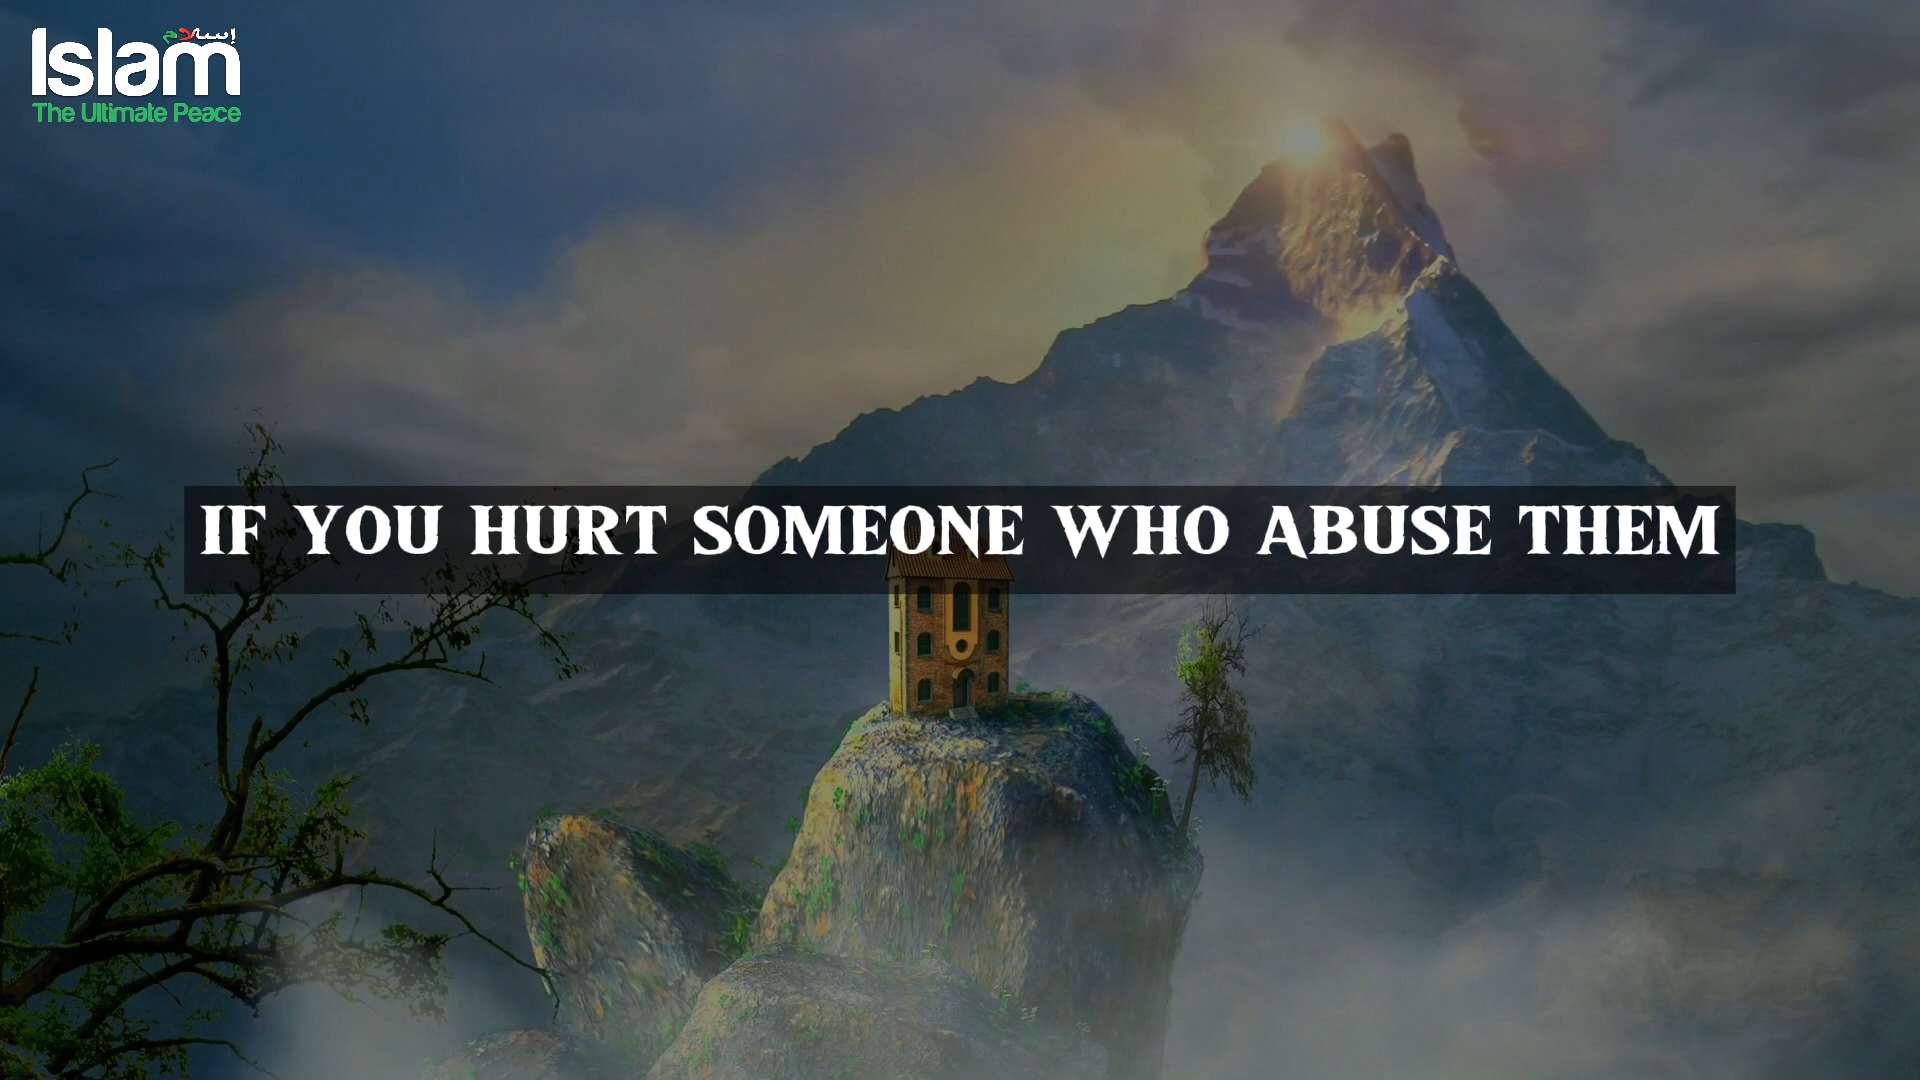 إسلام
Islam
The Ultimate Peace
IF YOU HURT SOMEONE WHO ABUSE THEM